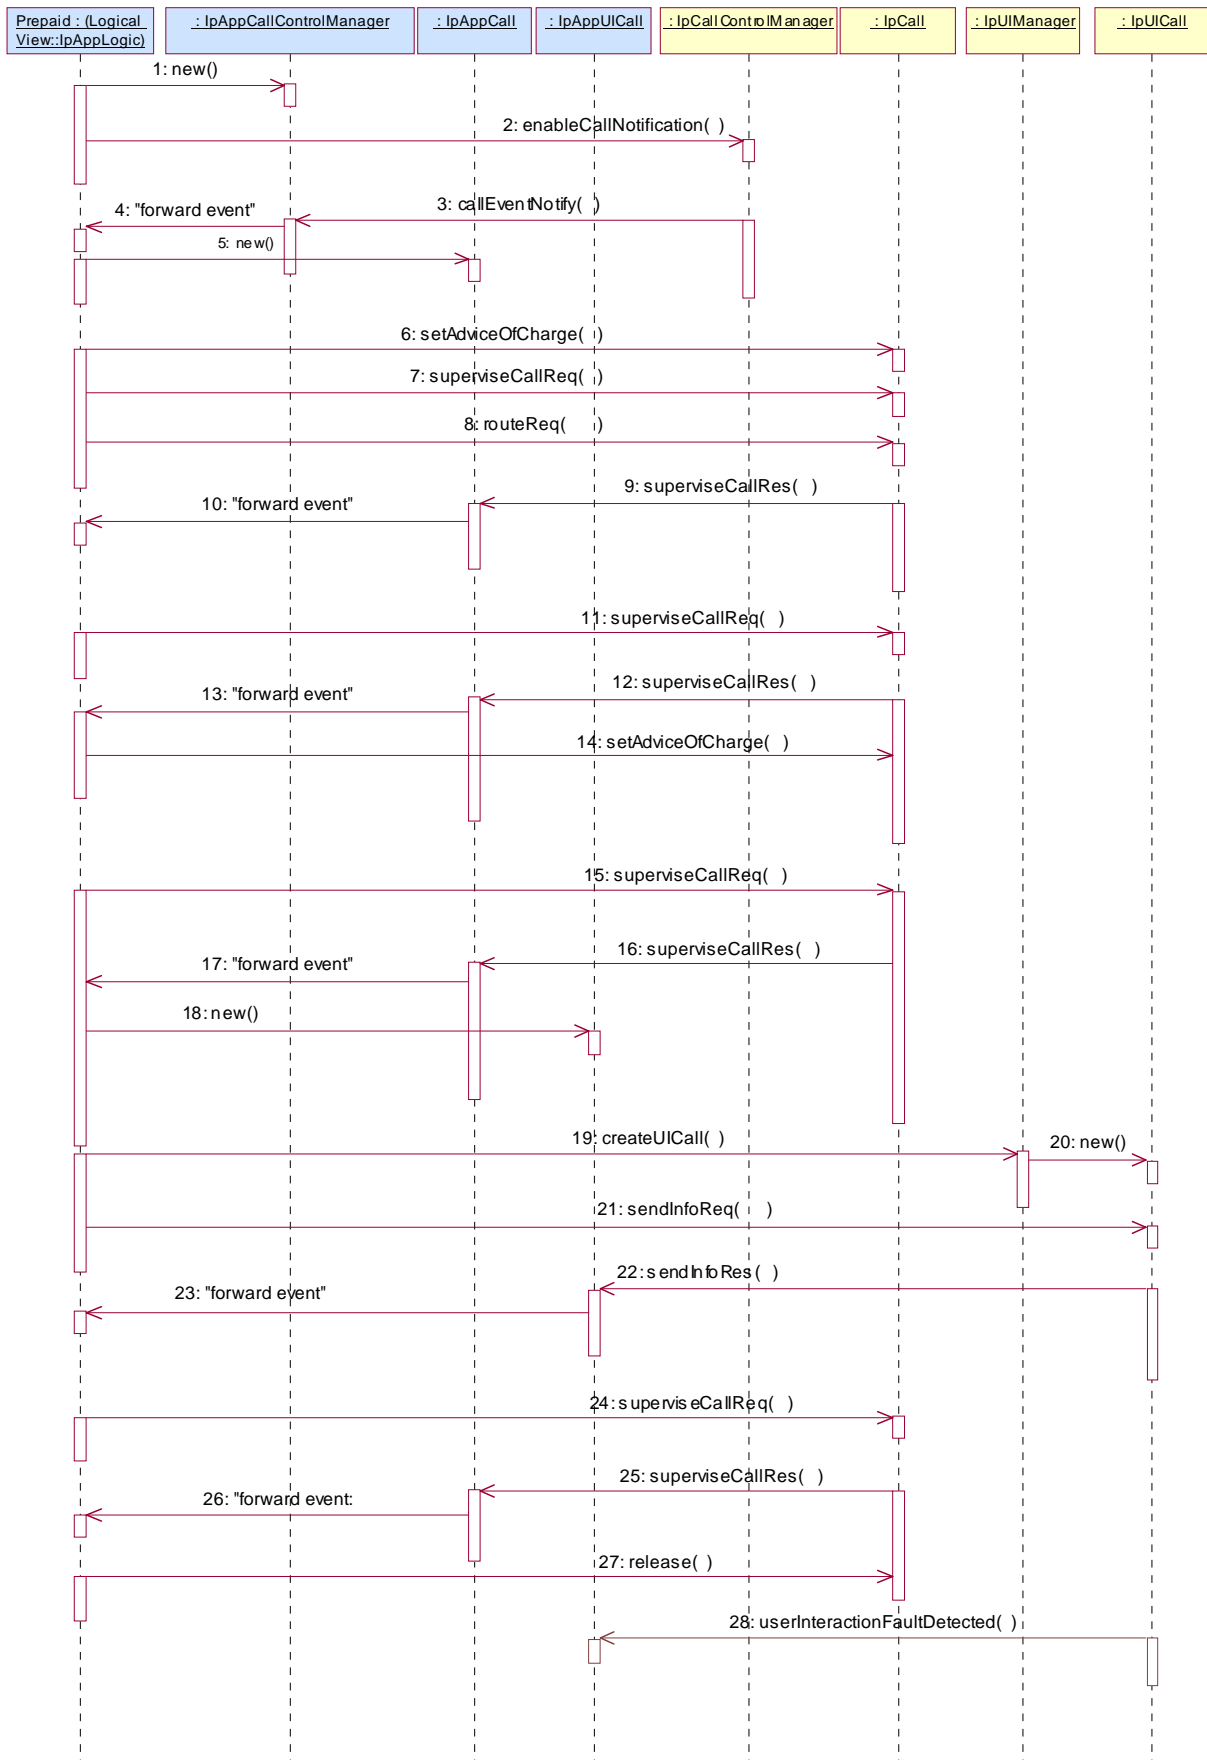 Prepaid : (Logical View::IpAppLogic)
: IpAppCallControlManager
: IpAppCall
: IpAppUICall
: IpCallControlManager
: IpCall
: IpUIManager
: IpUICall
1: new()
2: enableCallNotification( )
3: callEventNotify( )
4: "forward event"
5: new()
6: setAdviceOfCharge( )
7: superviseCallReq( )
8: routeReq( )
9: superviseCallRes( )
10: "forward event"
11: superviseCallReq( )
12: superviseCallRes( )
13: "forward event"
14: setAdviceOfCharge( )
15: superviseCallReq( )
16: superviseCallRes( )
17: "forward event"
18: new()
19: createUICall( )
20: new()
21: sendInfoReq( )
22: sendInfoRes( )
23: "forward event"
24: superviseCallReq( )
25: superviseCallRes( )
26: "forward event:
27: release( )
28: userInteractionFaultDetected( )